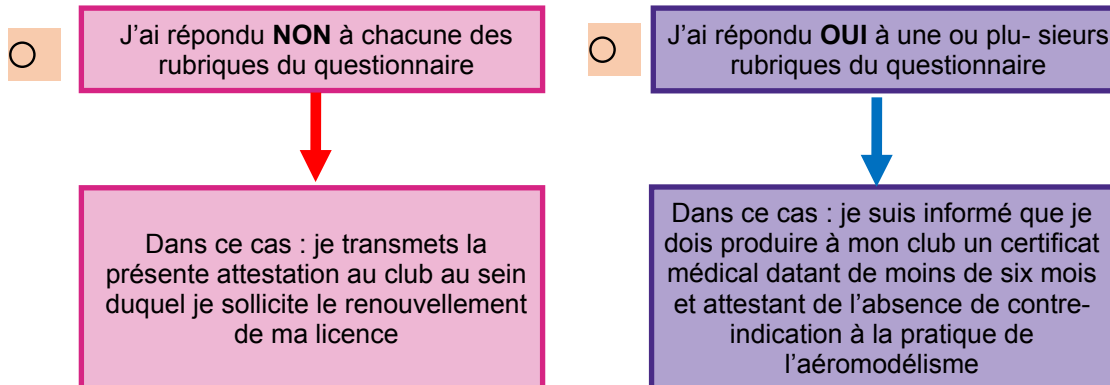 J'ai répondu NON à chacune des
rubriques du questionnaire
J'ai répondu OUI à une ou plu- sieurs
rubriques du questionnaire
Dans ce cas : je transmets la
présente attestation au club au sein
duquel je sollicite le renouvellement
de ma licence
Dans ce cas : je suis informé que je
dois produire à mon club un certificat
médical datant de moins de six mois
et attestant de l'absence de contre-
indication à la pratique de
l'aéromodélisme